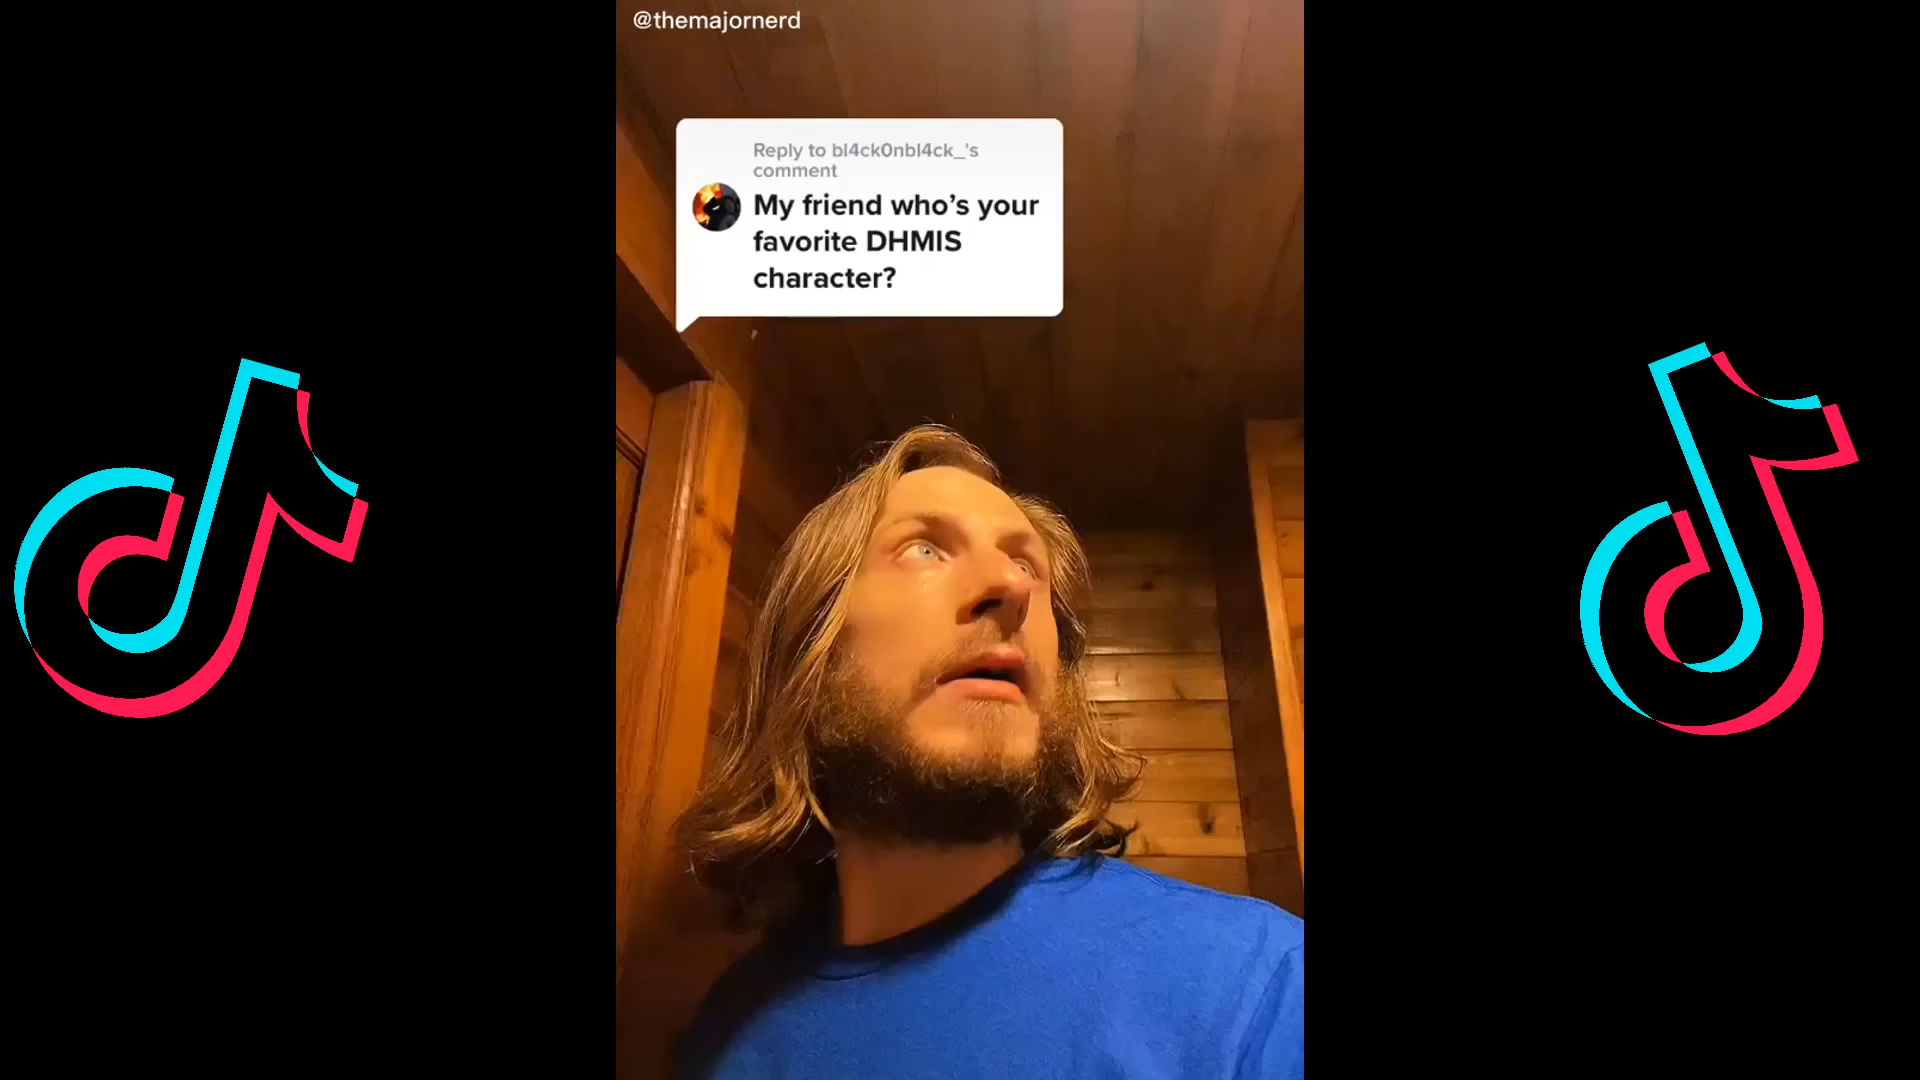 @themajornerd
Reply to bl4ck0nbl4ck_'s
comment
My friend who's your
favorite DHMIS
character?